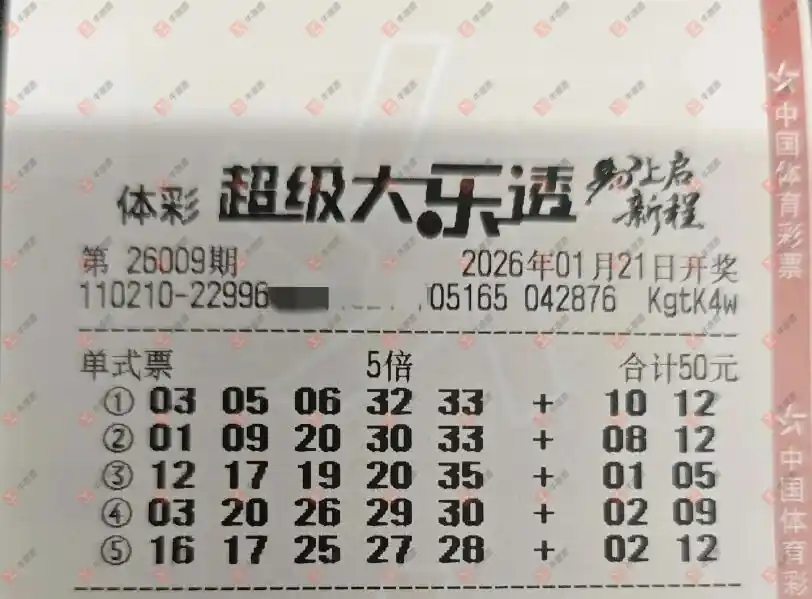 体彩 超级大乐透 马上启
新程
第 26009期 2026年01月21日开奖
110210-22996 05165 042876 KgtK4w
单式票 5倍 合计50元
① 03 05 06 32 33 + 10 12
② 01 09 20 30 33 + 08 12
③ 12 17 19 20 35 + 01 05
④ 03 20 26 29 30 + 02 09
⑤ 16 17 25 27 28 + 02 12
中国体育彩票
中国体育彩